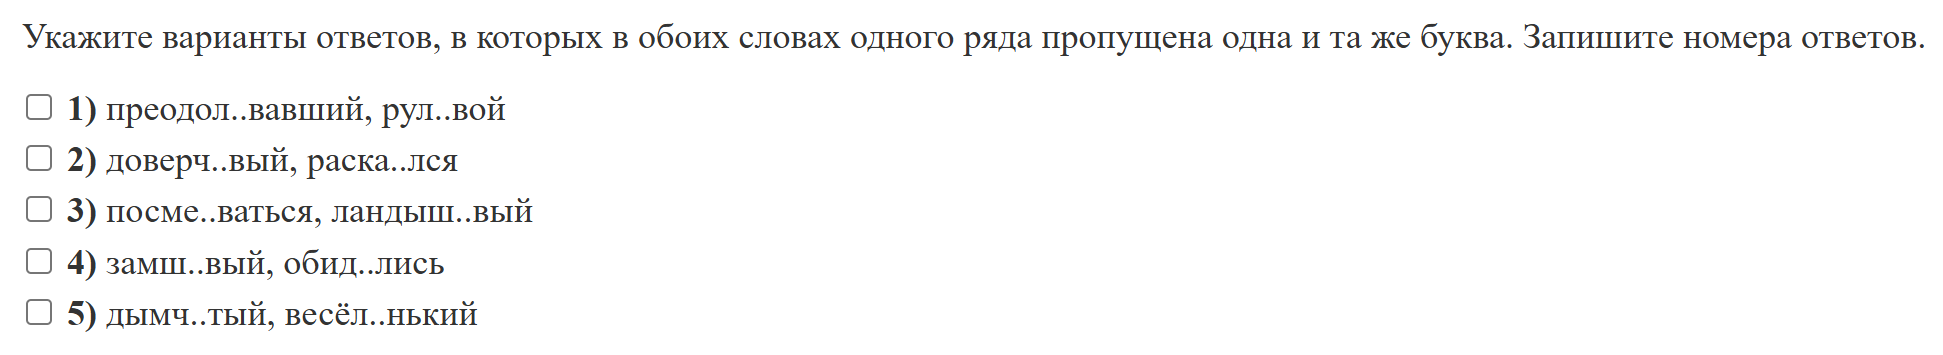 Укажите варианты ответов, в которых в обоих словах одного ряда пропущена одна и та же буква. Запишите номера ответов.
1) преодол..вавший, рул..вой
2) доверч..вый, раска..лся
3) посме..ваться, ландыш..вый
4) замш..вый, обид..лись
5) дымч..тый, весёл..нький